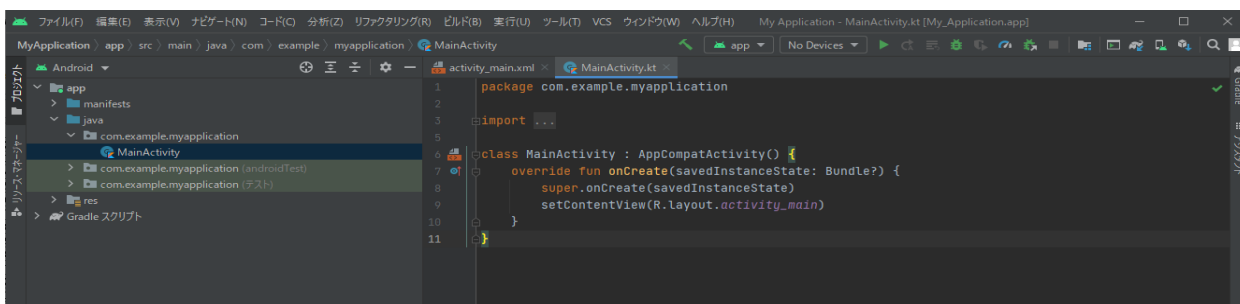 ファイル(F) 編集(E) 表示(V) ナビゲート(N) コード(C) 分析(Z) リファクタリング(R) ビルド(B) 実行(U) ツール(T) VCS ウィンドウ(W) ヘルプ(H) My Application - MainActivity.kt [My_Application.app]
MyApplication app src main java com example myapplication MainActivity
app No Devices
プロジェクト
リソース・マネージャー
Android
app
manifests
java
com.example.myapplication
MainActivity
com.example.myapplication (androidTest)
com.example.myapplication (テスト)
res
Gradle スクリプト
activity_main.xml MainActivity.kt
1 package com.example.myapplication
2
3 import ...
5
6 class MainActivity : AppCompatActivity() {
7 override fun onCreate(savedInstanceState: Bundle?) {
8 super.onCreate(savedInstanceState)
9 setContentView(R.layout.activity_main)
10 }
11 }
Gradle